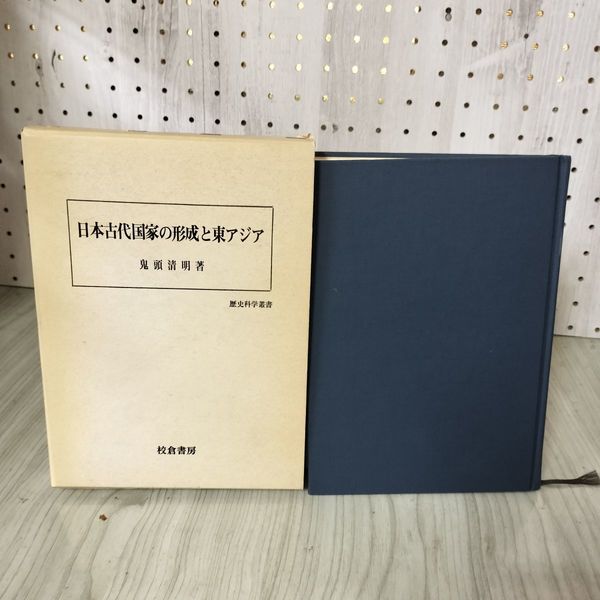 日本古代国家の形成と東アジア
鬼頭清明著
歴史科学叢書
校倉書房